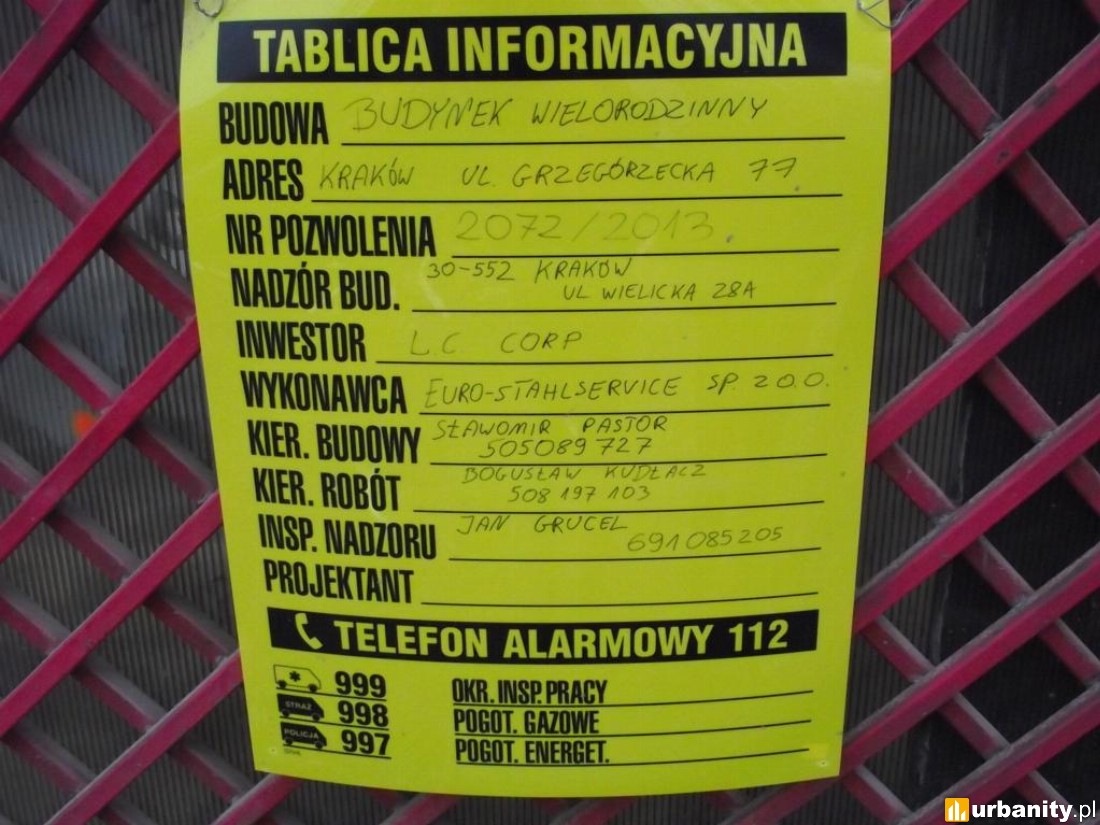 TABLICA INFORMACYJNA
BUDOWA BUDYNEK WIELORODZINNY
ADRES KRAKÓW UL. GRZEGÓRZECKA 77
NR POZWOLENIA 2072/2013.
NADZÓR BUD. 30-552 KRAKÓW
UL WIELICKA 28A
INWESTOR L.C. CORP
WYKONAWCA EURO-STAHLSERVICE SP. Z O.O.
KIER. BUDOWY SŁAWOMIR PASTOR
505089727
KIER. ROBÓT BOGUSŁAW KUDŁACZ
508 197 103
INSP. NADZORU JAN GRUCEL
691085205
PROJEKTANT
TELEFON ALARMOWY 112
999 OKR. INSP. PRACY
STRAŻ 998 POGOT. GAZOWE
POLICJA 997 POGOT. ENERGET.
urbanity.pl